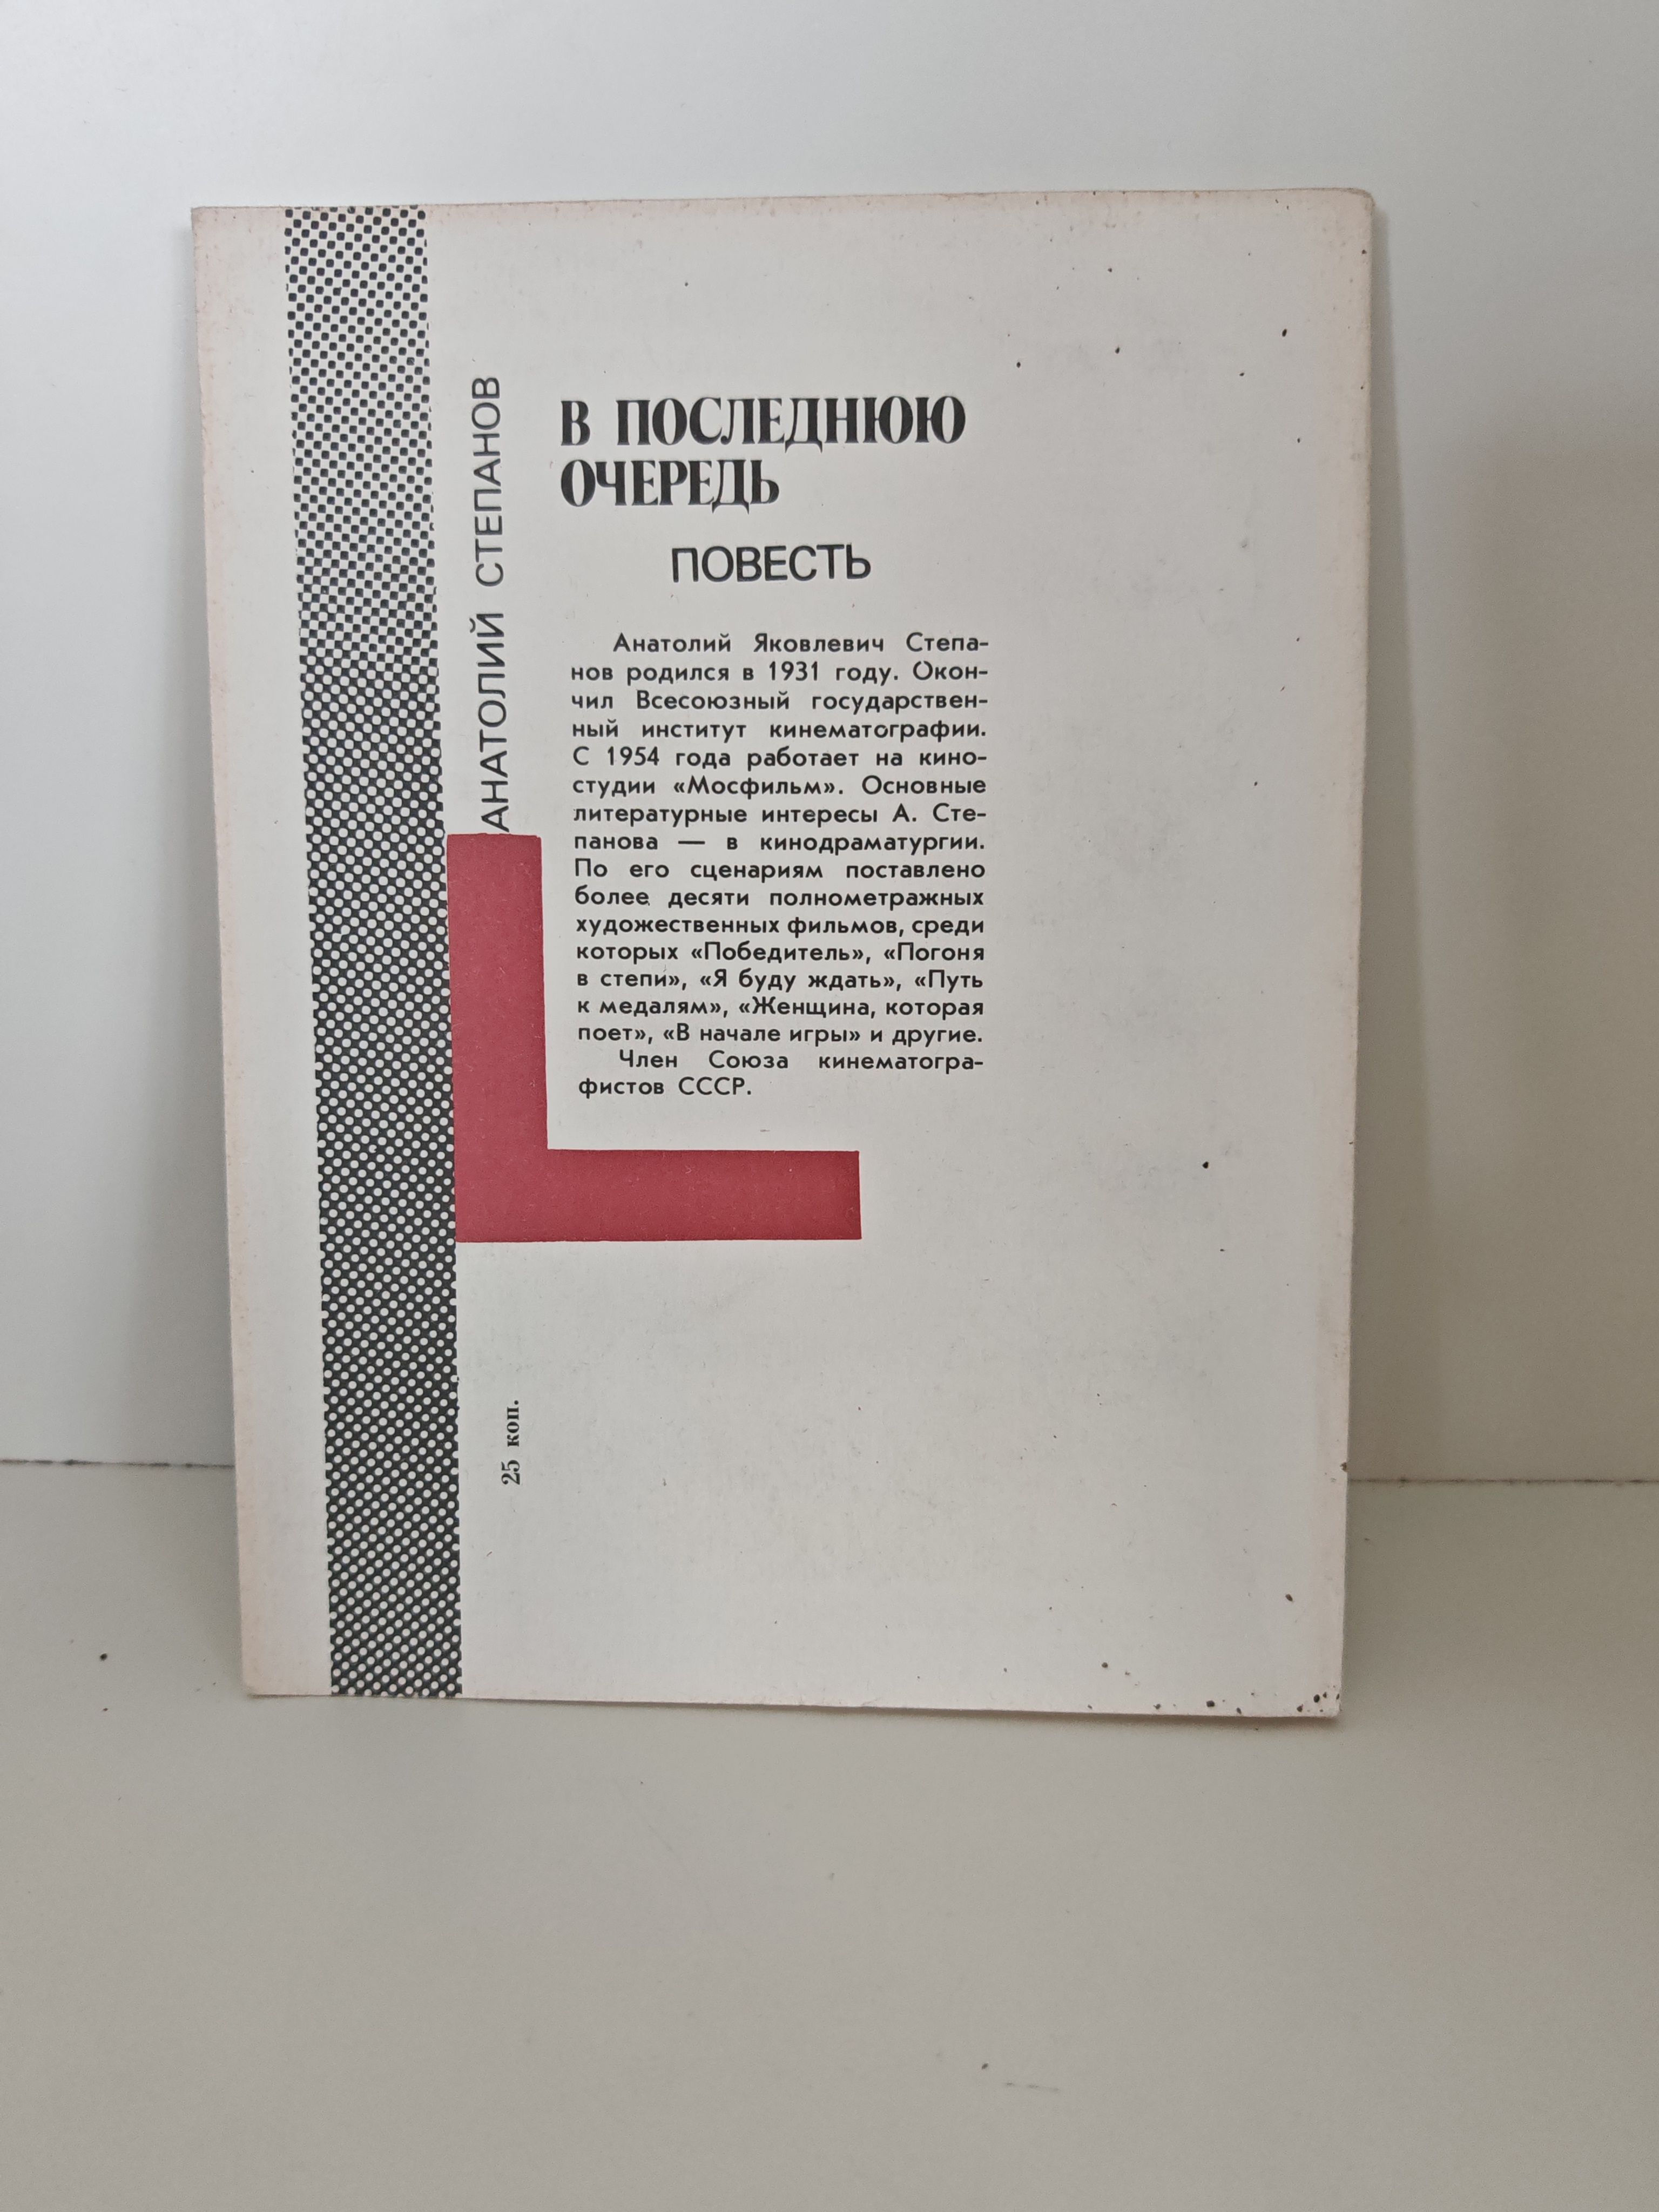 АНАТОЛИЙ СТЕПАНОВ
В ПОСЛЕДНЮЮ
ОЧЕРЕДЬ
ПОВЕСТЬ
Анатолий Яковлевич Степа-
нов родился в 1931 году. Окон-
чил Всесоюзный государствен-
ный институт кинематографии.
С 1954 года работает на кино-
студии «Мосфильм». Основные
литературные интересы А. Сте-
панова — в кинодраматургии.
По его сценариям поставлено
более десяти полнометражных
художественных фильмов, среди
которых «Победитель», «Погоня
в степи», «Я буду ждать», «Путь
к медалям», «Женщина, которая
поет», «В начале игры» и другие.
Член Союза кинематогра-
фистов СССР.
25 коп.